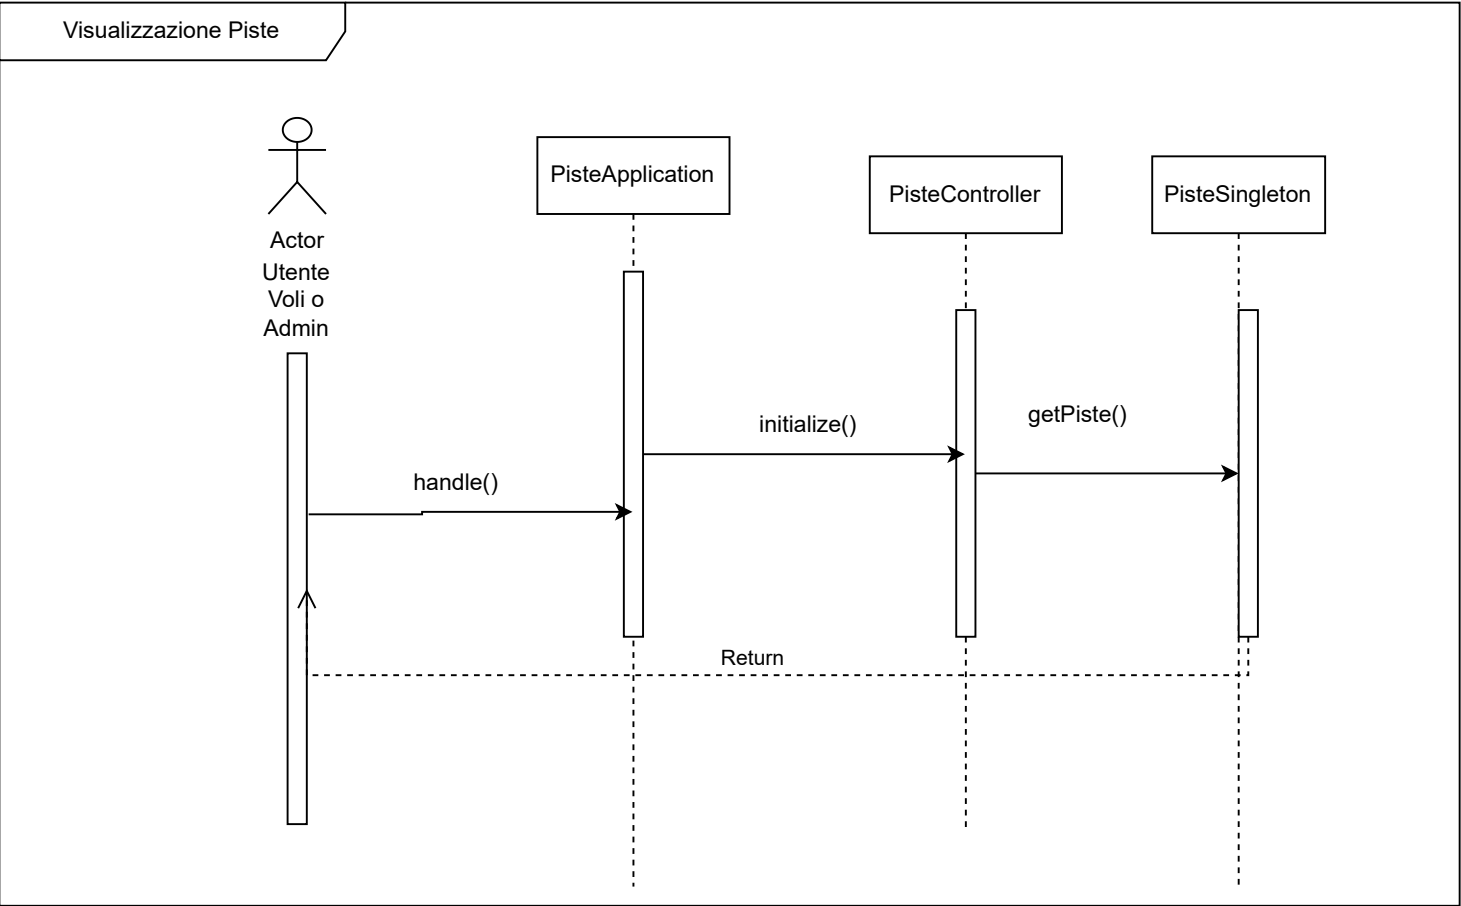 Visualizzazione Piste
PisteApplication
PisteController
PisteSingleton
Actor
Utente
Voli o
Admin
getPiste()
initialize()
handle()
Return